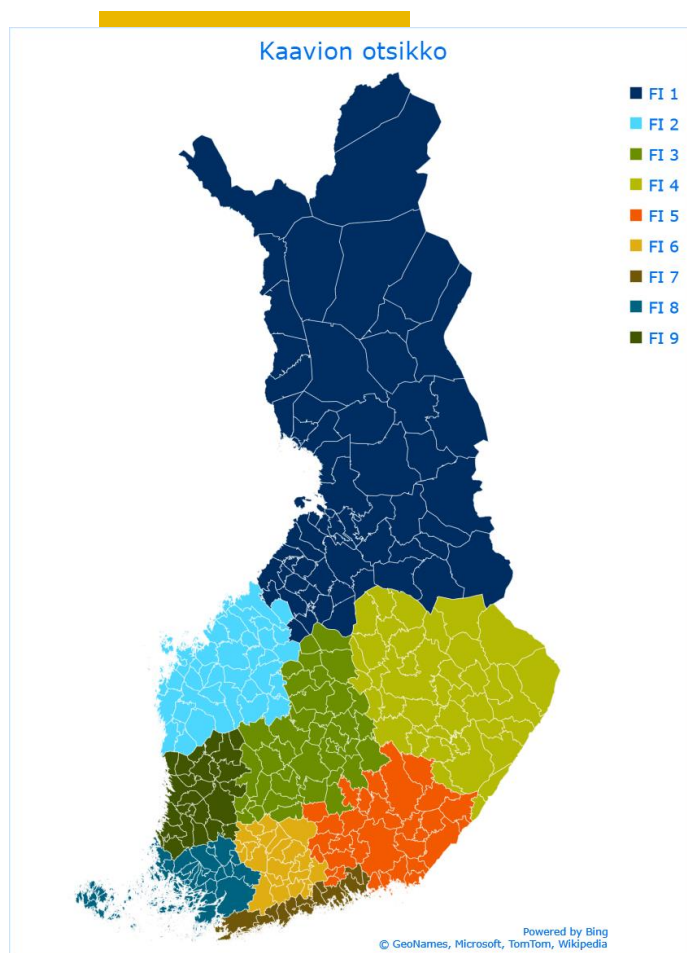 Kaavion otsikko
FI 1
FI 2
FI 3
FI 4
FI 5
FI 6
FI 7
FI 8
FI 9
Powered by Bing
© GeoNames, Microsoft, TomTom, Wikipedia